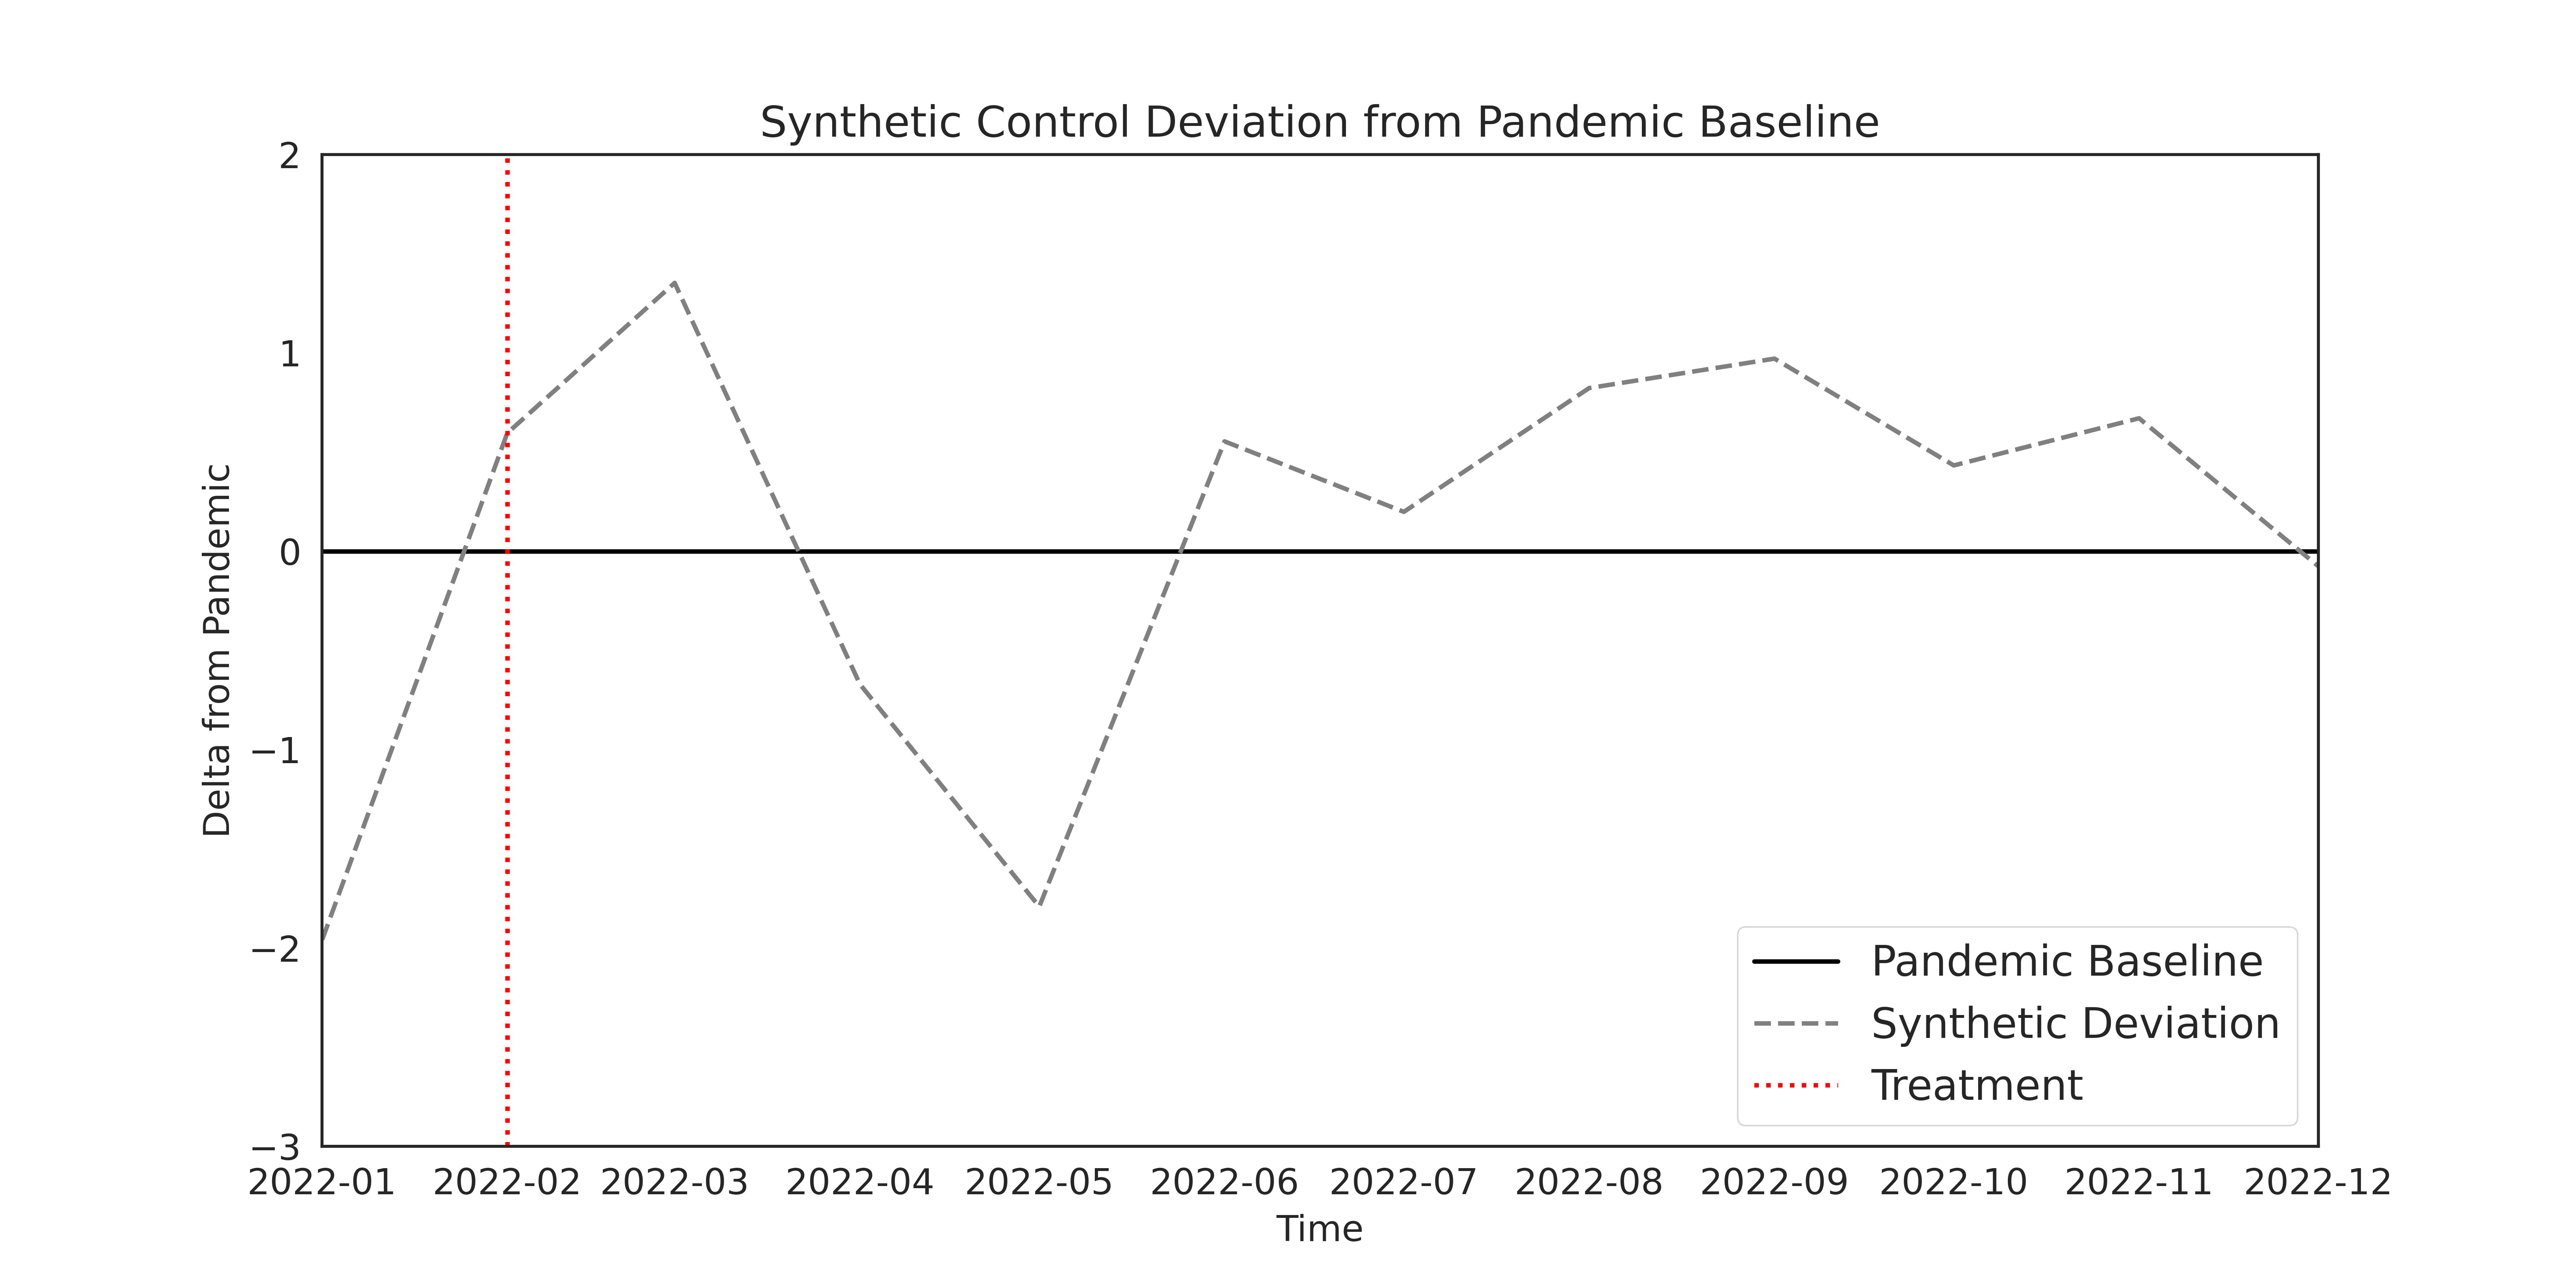 Synthetic Control Deviation from Pandemic Baseline
2
1
0
−1
−2
−3
Delta from Pandemic
2022-01 2022-02 2022-03 2022-04 2022-05 2022-06 2022-07 2022-08 2022-09 2022-10 2022-11 2022-12
Time
Pandemic Baseline
Synthetic Deviation
Treatment